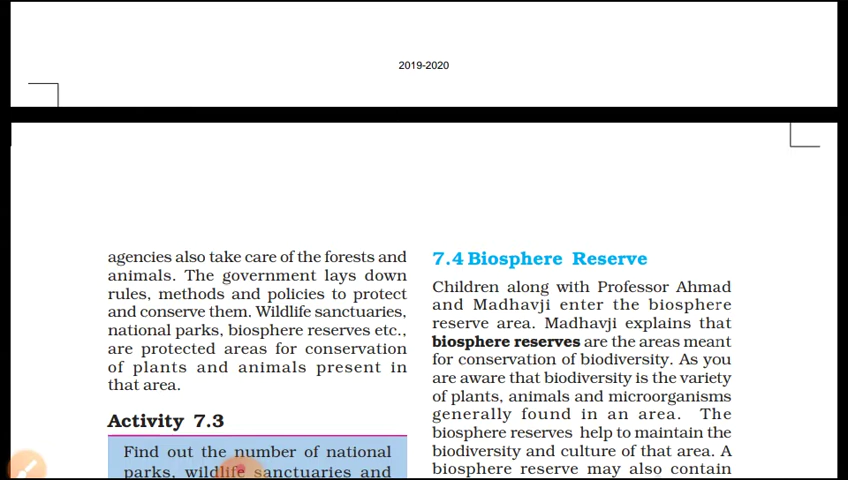 2019-2020
agencies also take care of the forests and
animals. The government lays down
rules, methods and policies to protect
and conserve them. Wildlife sanctuaries,
national parks, biosphere reserves etc.,
are protected areas for conservation
of plants and animals present in
that area.
Activity 7.3
Find out the number of national
parks, wildlife sanctuaries and
7.4 Biosphere Reserve
Children along with Professor Ahmad
and Madhavji enter the biosphere
reserve area. Madhavji explains that
biosphere reserves are the areas meant
for conservation of biodiversity. As you
are aware that biodiversity is the variety
of plants, animals and microorganisms
generally found in an area. The
biosphere reserves help to maintain the
biodiversity and culture of that area. A
biosphere reserve may also contain